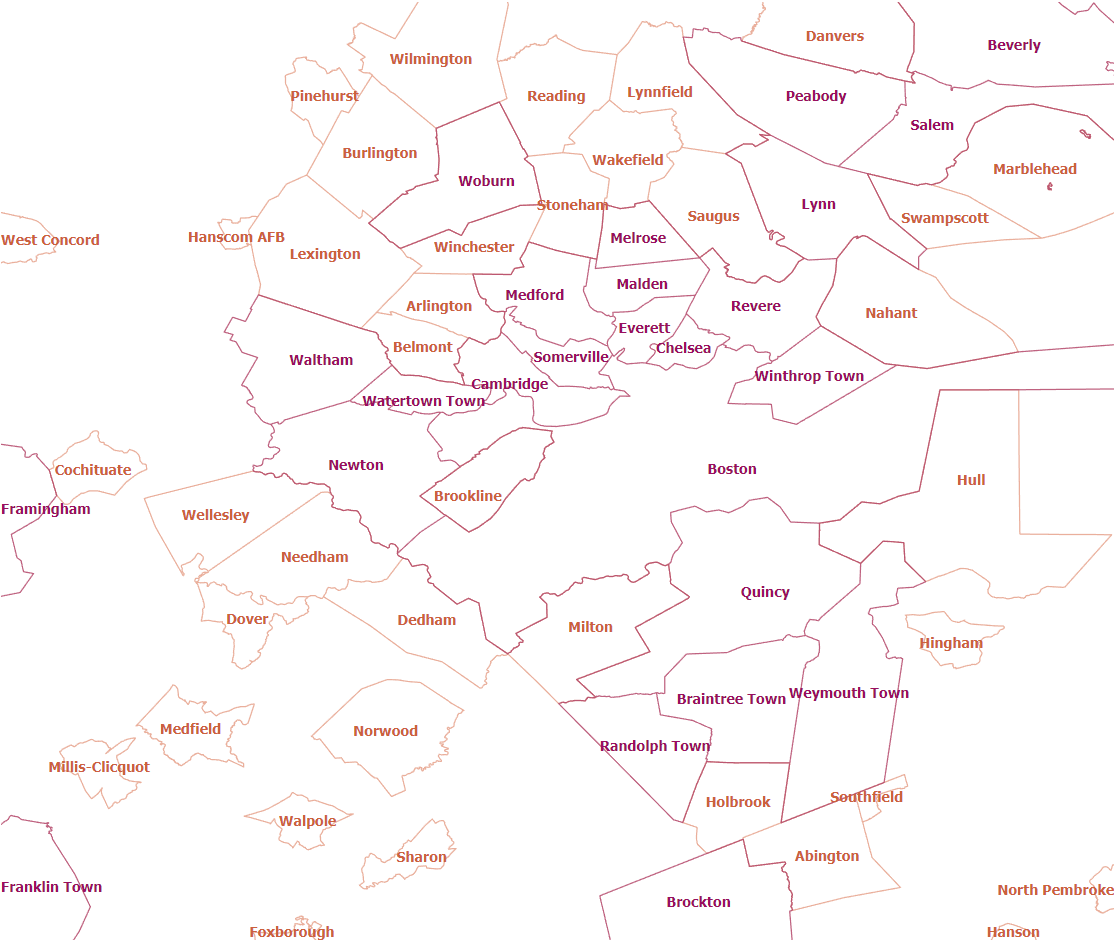 Danvers
Beverly
Wilmington
Pinehurst
Reading
Lynnfield
Peabody
Salem
Burlington
Wakefield
Marblehead
Woburn
Stoneham
Lynn
Saugus
Swampscott
West Concord
Hanscom AFB
Lexington
Winchester
Melrose
Malden
Medford
Arlington
Revere
Nahant
Everett
Belmont
Chelsea
Waltham
Somerville
Cambridge
Winthrop Town
Watertown Town
Cochituate
Newton
Boston
Hull
Brookline
Framingham
Wellesley
Needham
Quincy
Dover
Dedham
Milton
Hingham
Weymouth Town
Braintree Town
Medfield
Norwood
Randolph Town
Millis-Clicquot
Holbrook
Southfield
Walpole
Sharon
Abington
Franklin Town
North Pembroke
Brockton
Foxborough
Hanson